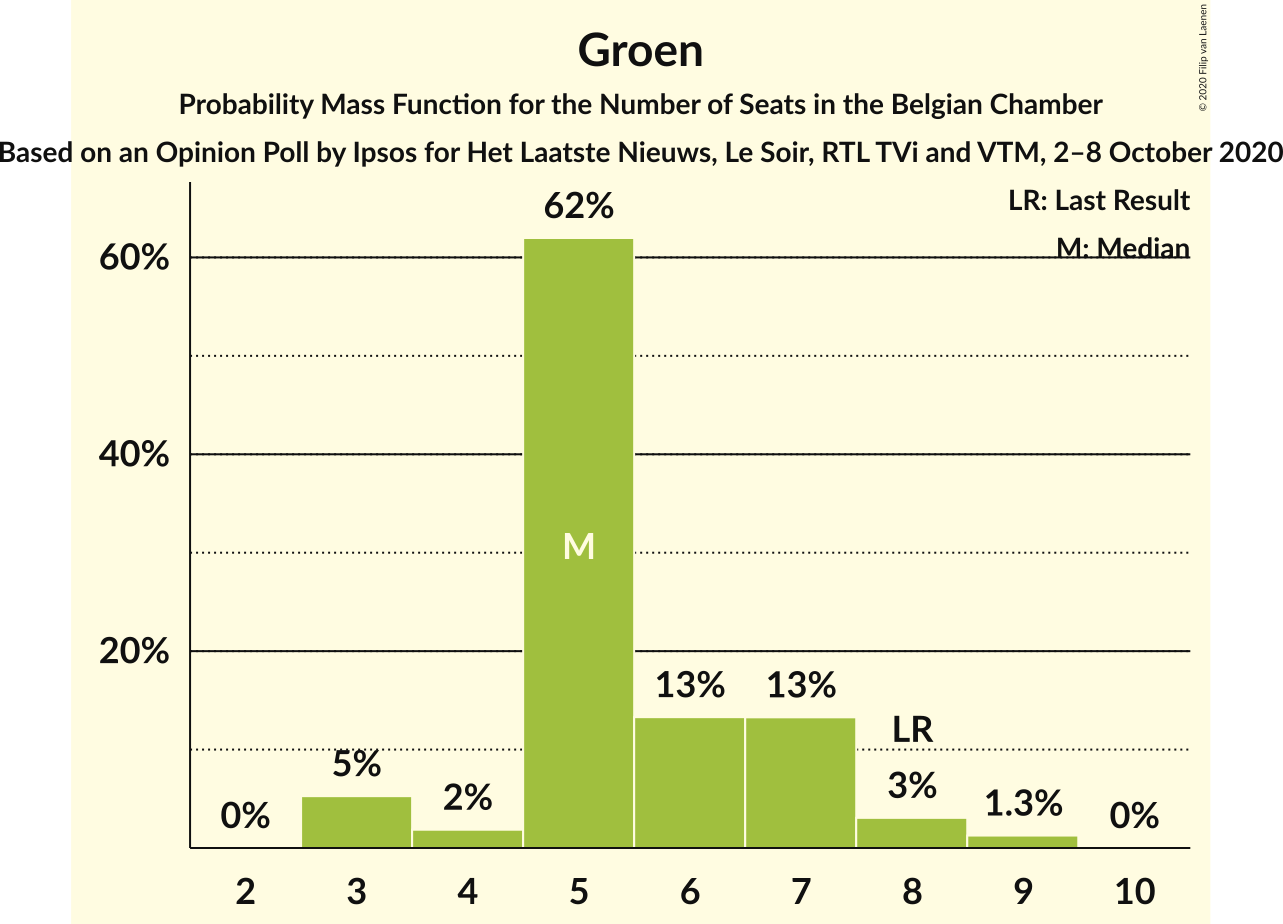 Groen
Probability Mass Function for the Number of Seats in the Belgian Chamber
Based on an Opinion Poll by Ipsos for Het Laatste Nieuws, Le Soir, RTL TVi and VTM, 2–8 October 2020
© 2020 Filip van Laenen
LR: Last Result
M: Median
60%
40%
20%
0%
5%
2%
62%
M
13%
13%
LR
3%
1.3%
0%
2 3 4 5 6 7 8 9 10